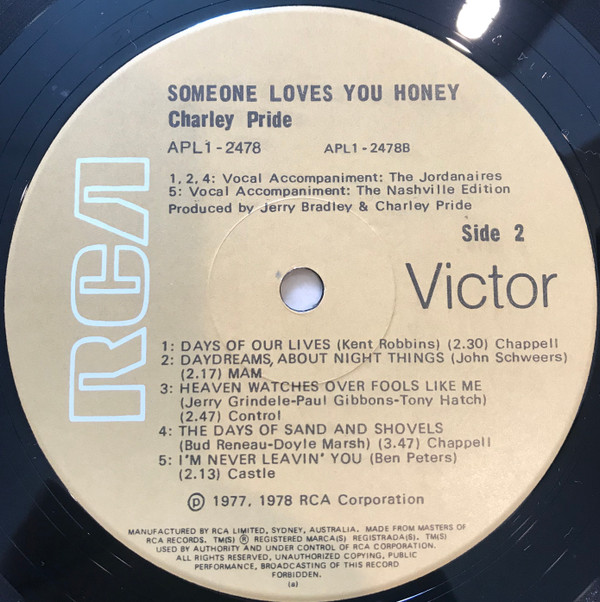 SOMEONE LOVES YOU HONEY
Charley Pride
APL1-2478 APL1-2478B
1, 2, 4: Vocal Accompaniment: The Jordanaires
5: Vocal Accompaniment: The Nashville Edition
Produced by Jerry Bradley & Charley Pride
Side 2
RCA
Victor
1: DAYS OF OUR LIVES (Kent Robbins) (2.30) Chappell
2: DAYDREAMS, ABOUT NIGHT THINGS (John Schweers)
(2.17) MAM
3: HEAVEN WATCHES OVER FOOLS LIKE ME
(Jerry Grindele-Paul Gibbons-Tony Hatch)
(2.47) Control
4: THE DAYS OF SAND AND SHOVELS
(Bud Reneau-Doyle Marsh) (3.47) Chappell
5: I'M NEVER LEAVIN' YOU (Ben Peters)
(2.13) Castle
Ⓟ 1977, 1978 RCA Corporation
MANUFACTURED BY RCA LIMITED, SYDNEY, AUSTRALIA. MADE FROM MASTERS OF
RCA RECORDS. TM(S) ® REGISTERED MARCA(S) REGISTRADA(S). TM(S)
USED BY AUTHORITY AND UNDER CONTROL OF RCA CORPORATION.
ALL RIGHTS RESERVED, UNAUTHORIZED COPYING, PUBLIC
PERFORMANCE, BROADCASTING OF THIS RECORD
FORBIDDEN.
(a)